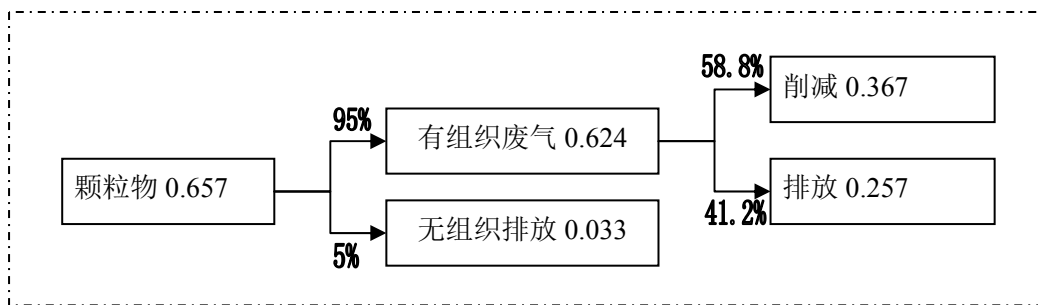 58.8%
削减 0.367
95%
有组织废气 0.624
颗粒物 0.657
排放 0.257
41.2%
无组织排放 0.033
5%